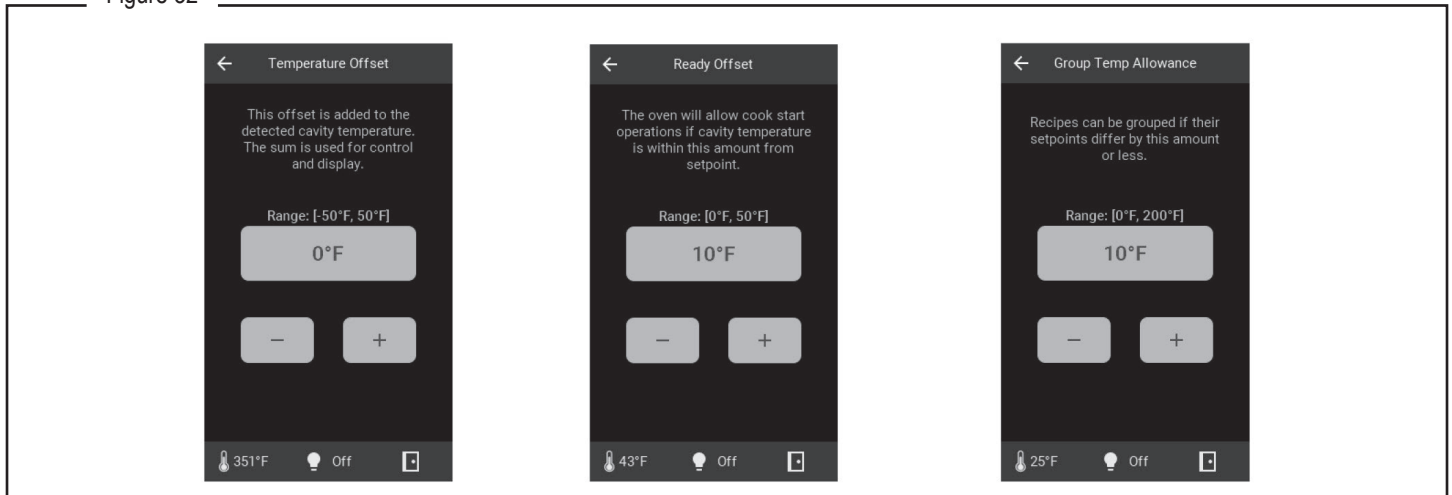 Figure 32
Temperature Offset
This offset is added to the
detected cavity temperature.
The sum is used for control
and display.
Range: [-50°F, 50°F]
0°F
− +
351°F Off
Ready Offset
The oven will allow cook start
operations if cavity temperature
is within this amount from
setpoint.
Range: [0°F, 50°F]
10°F
− +
43°F Off
Group Temp Allowance
Recipes can be grouped if their
setpoints differ by this amount
or less.
Range: [0°F, 200°F]
10°F
− +
25°F Off